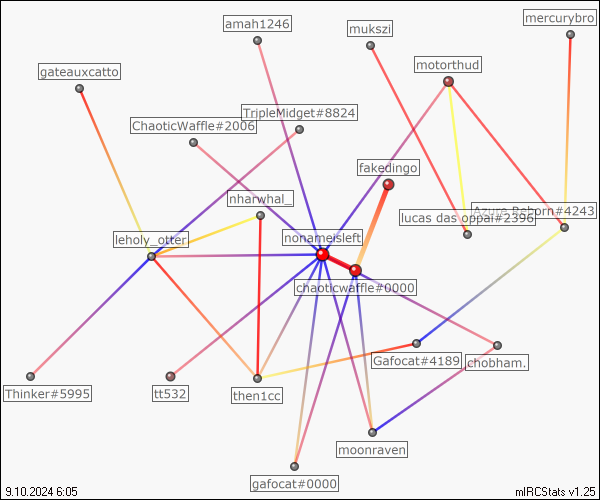 mercurybro
amah1246
mukszi
motorthud
gateauxcatto
TripleMidget#8824
ChaoticWaffle#2006
fakedingo
nharwhal_
Azure Reborn#4243
lucas das oppai#2396
leholy_otter
nonameisleft
chaoticwaffle#0000
Gafocat#4189
chobham.
Thinker#5995
tt532
then1cc
moonraven
gafocat#0000
9.10.2024 6:05
mIRCStats v1.25